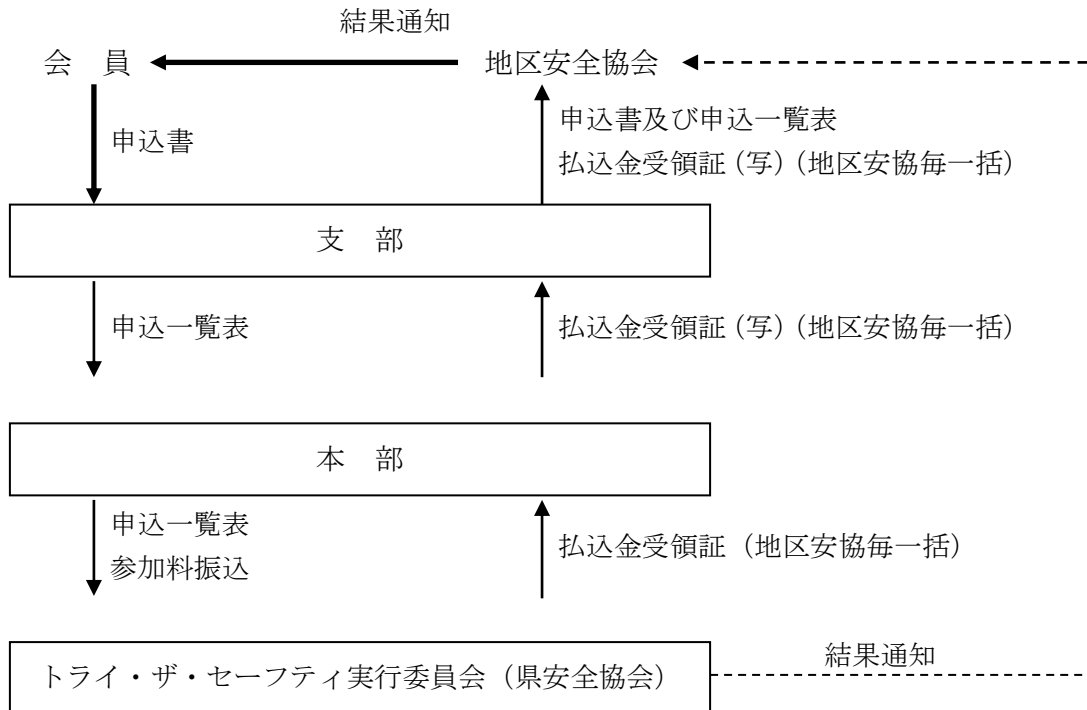 結果通知
会　員
地区安全協会
申込書
申込書及び申込一覧表
払込金受領証（写）（地区安協毎一括）
支　部
申込一覧表
払込金受領証（写）（地区安協毎一括）
本　部
申込一覧表
参加料振込
払込金受領証（地区安協毎一括）
トライ・ザ・セーフティ実行委員会（県安全協会）
結果通知